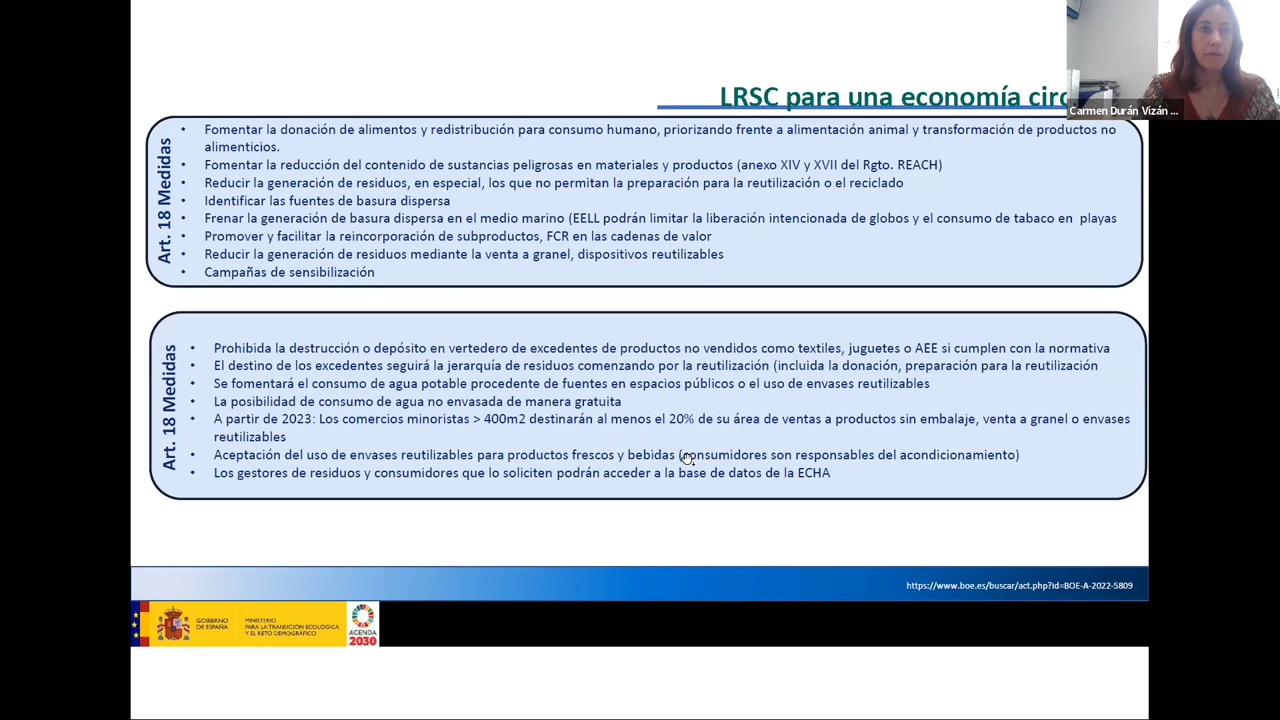 LRSC para una economía circ
Carmen Durán Vizán ...
Art. 18 Medidas
• Fomentar la donación de alimentos y redistribución para consumo humano, priorizando frente a alimentación animal y transformación de productos no
alimenticios.
• Fomentar la reducción del contenido de sustancias peligrosas en materiales y productos (anexo XIV y XVII del Rgto. REACH)
• Reducir la generación de residuos, en especial, los que no permitan la preparación para la reutilización o el reciclado
• Identificar las fuentes de basura dispersa
• Frenar la generación de basura dispersa en el medio marino (EELL podrán limitar la liberación intencionada de globos y el consumo de tabaco en playas
• Promover y facilitar la reincorporación de subproductos, FCR en las cadenas de valor
• Reducir la generación de residuos mediante la venta a granel, dispositivos reutilizables
• Campañas de sensibilización
Art. 18 Medidas
• Prohibida la destrucción o depósito en vertedero de excedentes de productos no vendidos como textiles, juguetes o AEE si cumplen con la normativa
• El destino de los excedentes seguirá la jerarquía de residuos comenzando por la reutilización (incluida la donación, preparación para la reutilización
• Se fomentará el consumo de agua potable procedente de fuentes en espacios públicos o el uso de envases reutilizables
• La posibilidad de consumo de agua no envasada de manera gratuita
• A partir de 2023: Los comercios minoristas > 400m2 destinarán al menos el 20% de su área de ventas a productos sin embalaje, venta a granel o envases
reutilizables
• Aceptación del uso de envases reutilizables para productos frescos y bebidas (consumidores son responsables del acondicionamiento)
• Los gestores de residuos y consumidores que lo soliciten podrán acceder a la base de datos de la ECHA
https://www.boe.es/buscar/act.php?id=BOE-A-2022-5809
GOBIERNO
DE ESPAÑA
MINISTERIO
PARA LA TRANSICIÓN ECOLÓGICA
Y EL RETO DEMOGRÁFICO
AGENDA
2030